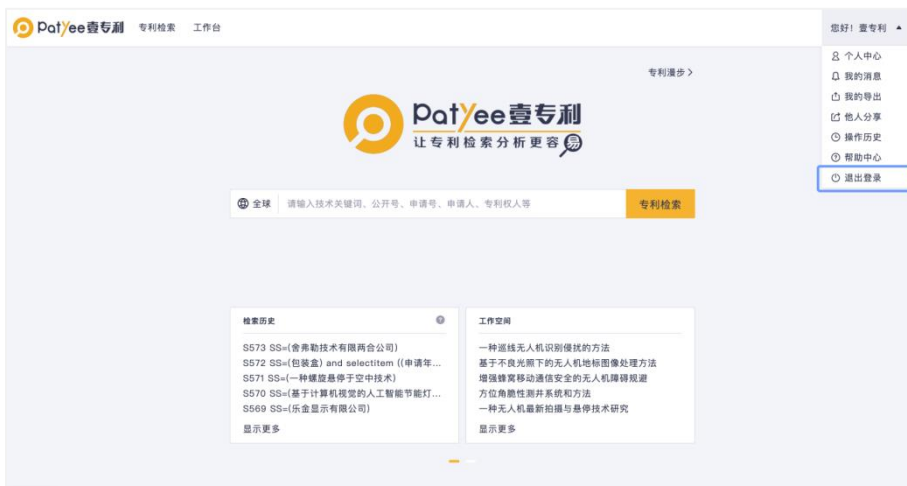 Patyee壹专利 专利检索 工作台 您好！壹专利
个人中心
我的消息
我的导出
他人分享
操作历史
帮助中心
退出登录
专利漫步
Patyee壹专利
让专利检索分析更容易
全球 请输入技术关键词、公开号、申请号、申请人、专利权人等 专利检索
检索历史
S573 SS=(舍弗勒技术有限两合公司)
S572 SS=(包装盒) and selectitem ((申请年...
S571 SS=(一种螺旋悬停于空中技术)
S570 SS=(基于计算机视觉的人工智能节能灯...
S569 SS=(乐金显示有限公司)
显示更多
工作空间
一种巡线无人机识别侵扰的方法
基于不良光照下的无人机地标图像处理方法
增强蜂窝移动通信安全的无人机障碍规避
方位角脆性测井系统和方法
一种无人机最新拍摄与悬停技术研究
显示更多